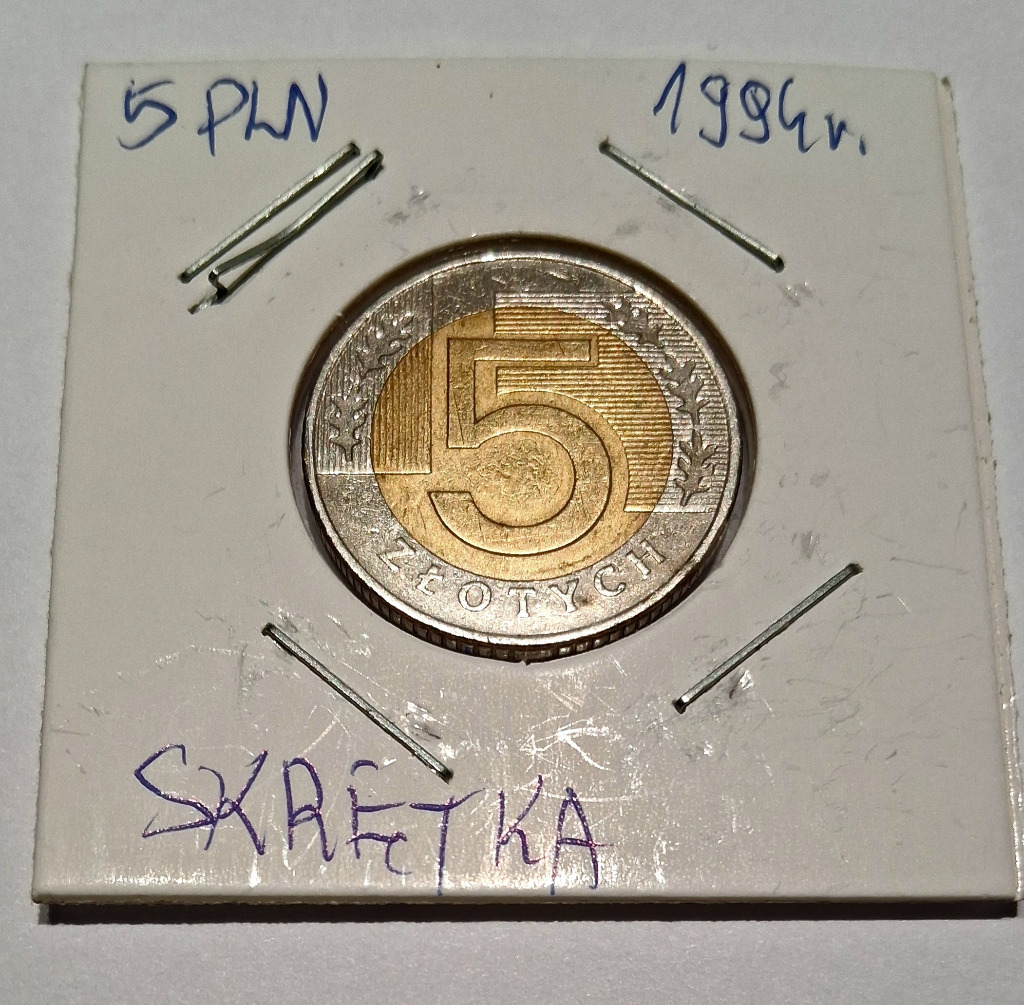 5 PLN 1994r.
5
ZŁOTYCH
SKRĘTKA